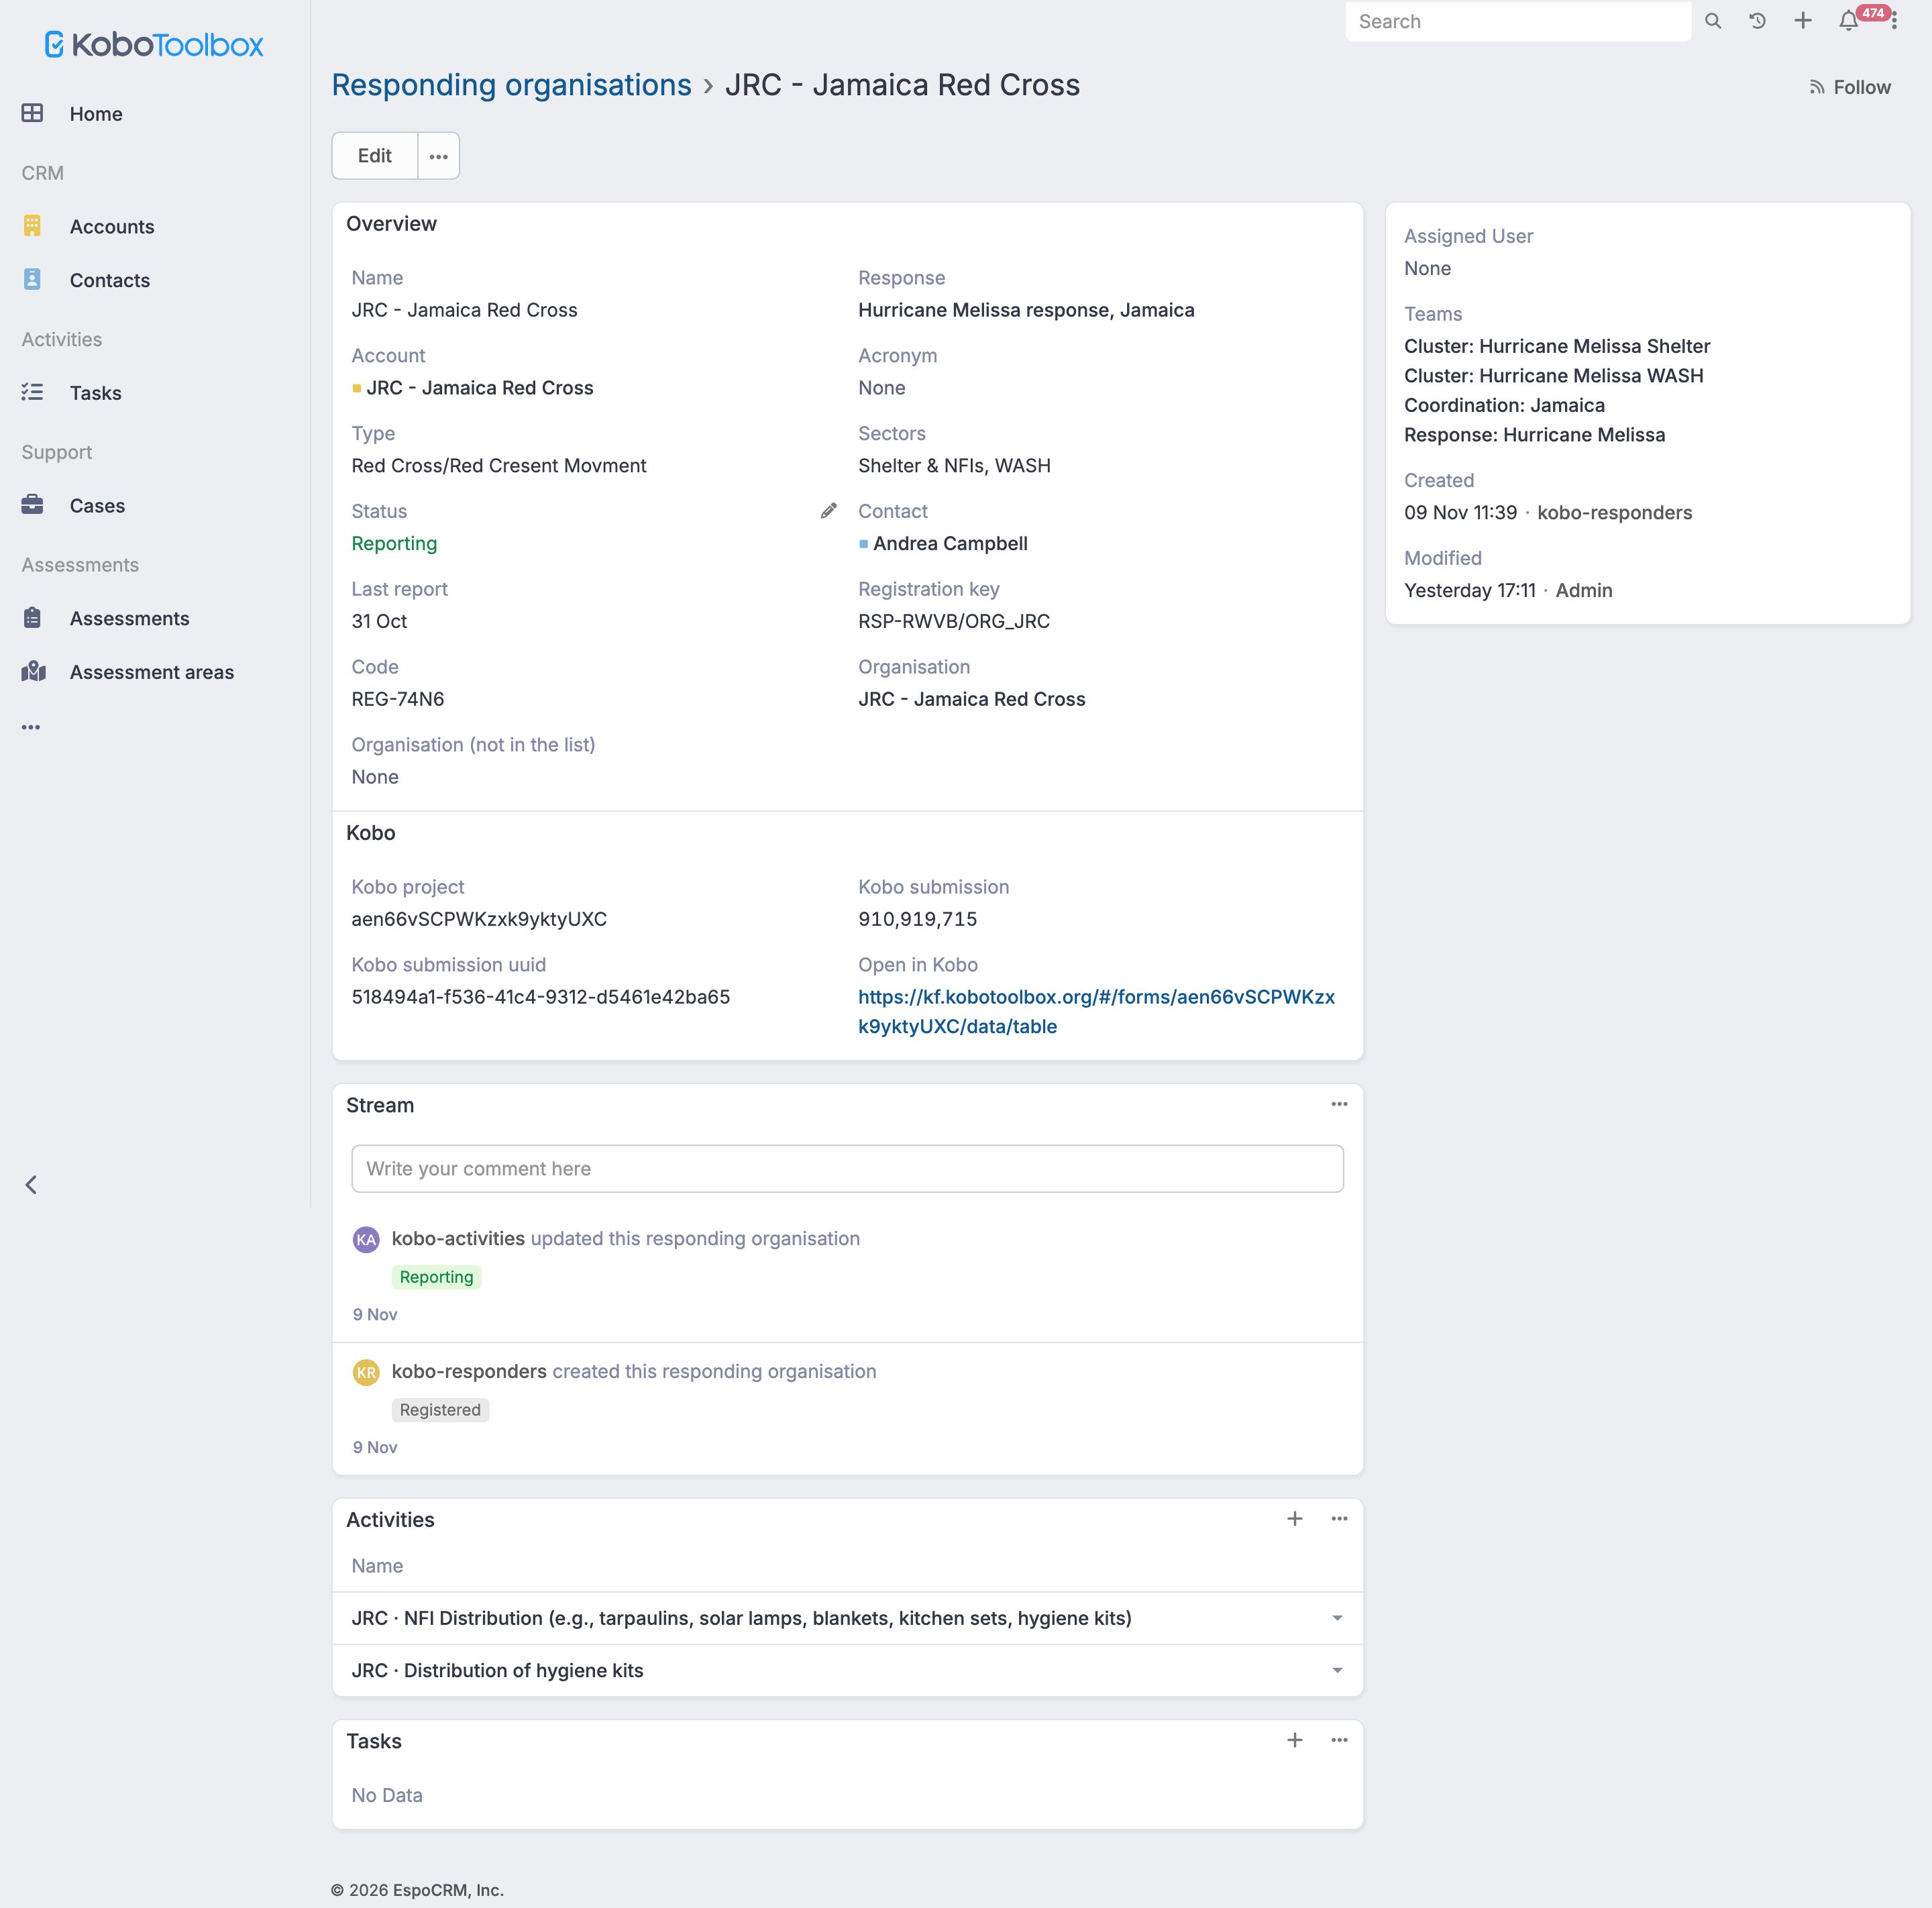 KoboToolbox
Search
474
Home
CRM
Accounts
Contacts
Activities
Tasks
Support
Cases
Assessments
Assessments
Assessment areas
Responding organisations › JRC - Jamaica Red Cross
Follow
Edit
Overview
Name
JRC - Jamaica Red Cross
Response
Hurricane Melissa response, Jamaica
Account
JRC - Jamaica Red Cross
Acronym
None
Type
Red Cross/Red Cresent Movment
Sectors
Shelter & NFIs, WASH
Status
Reporting
Contact
Andrea Campbell
Last report
31 Oct
Registration key
RSP-RWVB/ORG_JRC
Code
REG-74N6
Organisation
JRC - Jamaica Red Cross
Organisation (not in the list)
None
Kobo
Kobo project
aen66vSCPWKzxk9yktyUXC
Kobo submission
910,919,715
Kobo submission uuid
518494a1-f536-41c4-9312-d5461e42ba65
Open in Kobo
https://kf.kobotoolbox.org/#/forms/aen66vSCPWKzx
k9yktyUXC/data/table
Assigned User
None
Teams
Cluster: Hurricane Melissa Shelter
Cluster: Hurricane Melissa WASH
Coordination: Jamaica
Response: Hurricane Melissa
Created
09 Nov 11:39 · kobo-responders
Modified
Yesterday 17:11 · Admin
Stream
Write your comment here
KA kobo-activities updated this responding organisation
Reporting
9 Nov
KR kobo-responders created this responding organisation
Registered
9 Nov
Activities
Name
JRC · NFI Distribution (e.g., tarpaulins, solar lamps, blankets, kitchen sets, hygiene kits)
JRC · Distribution of hygiene kits
Tasks
No Data
© 2026 EspoCRM, Inc.